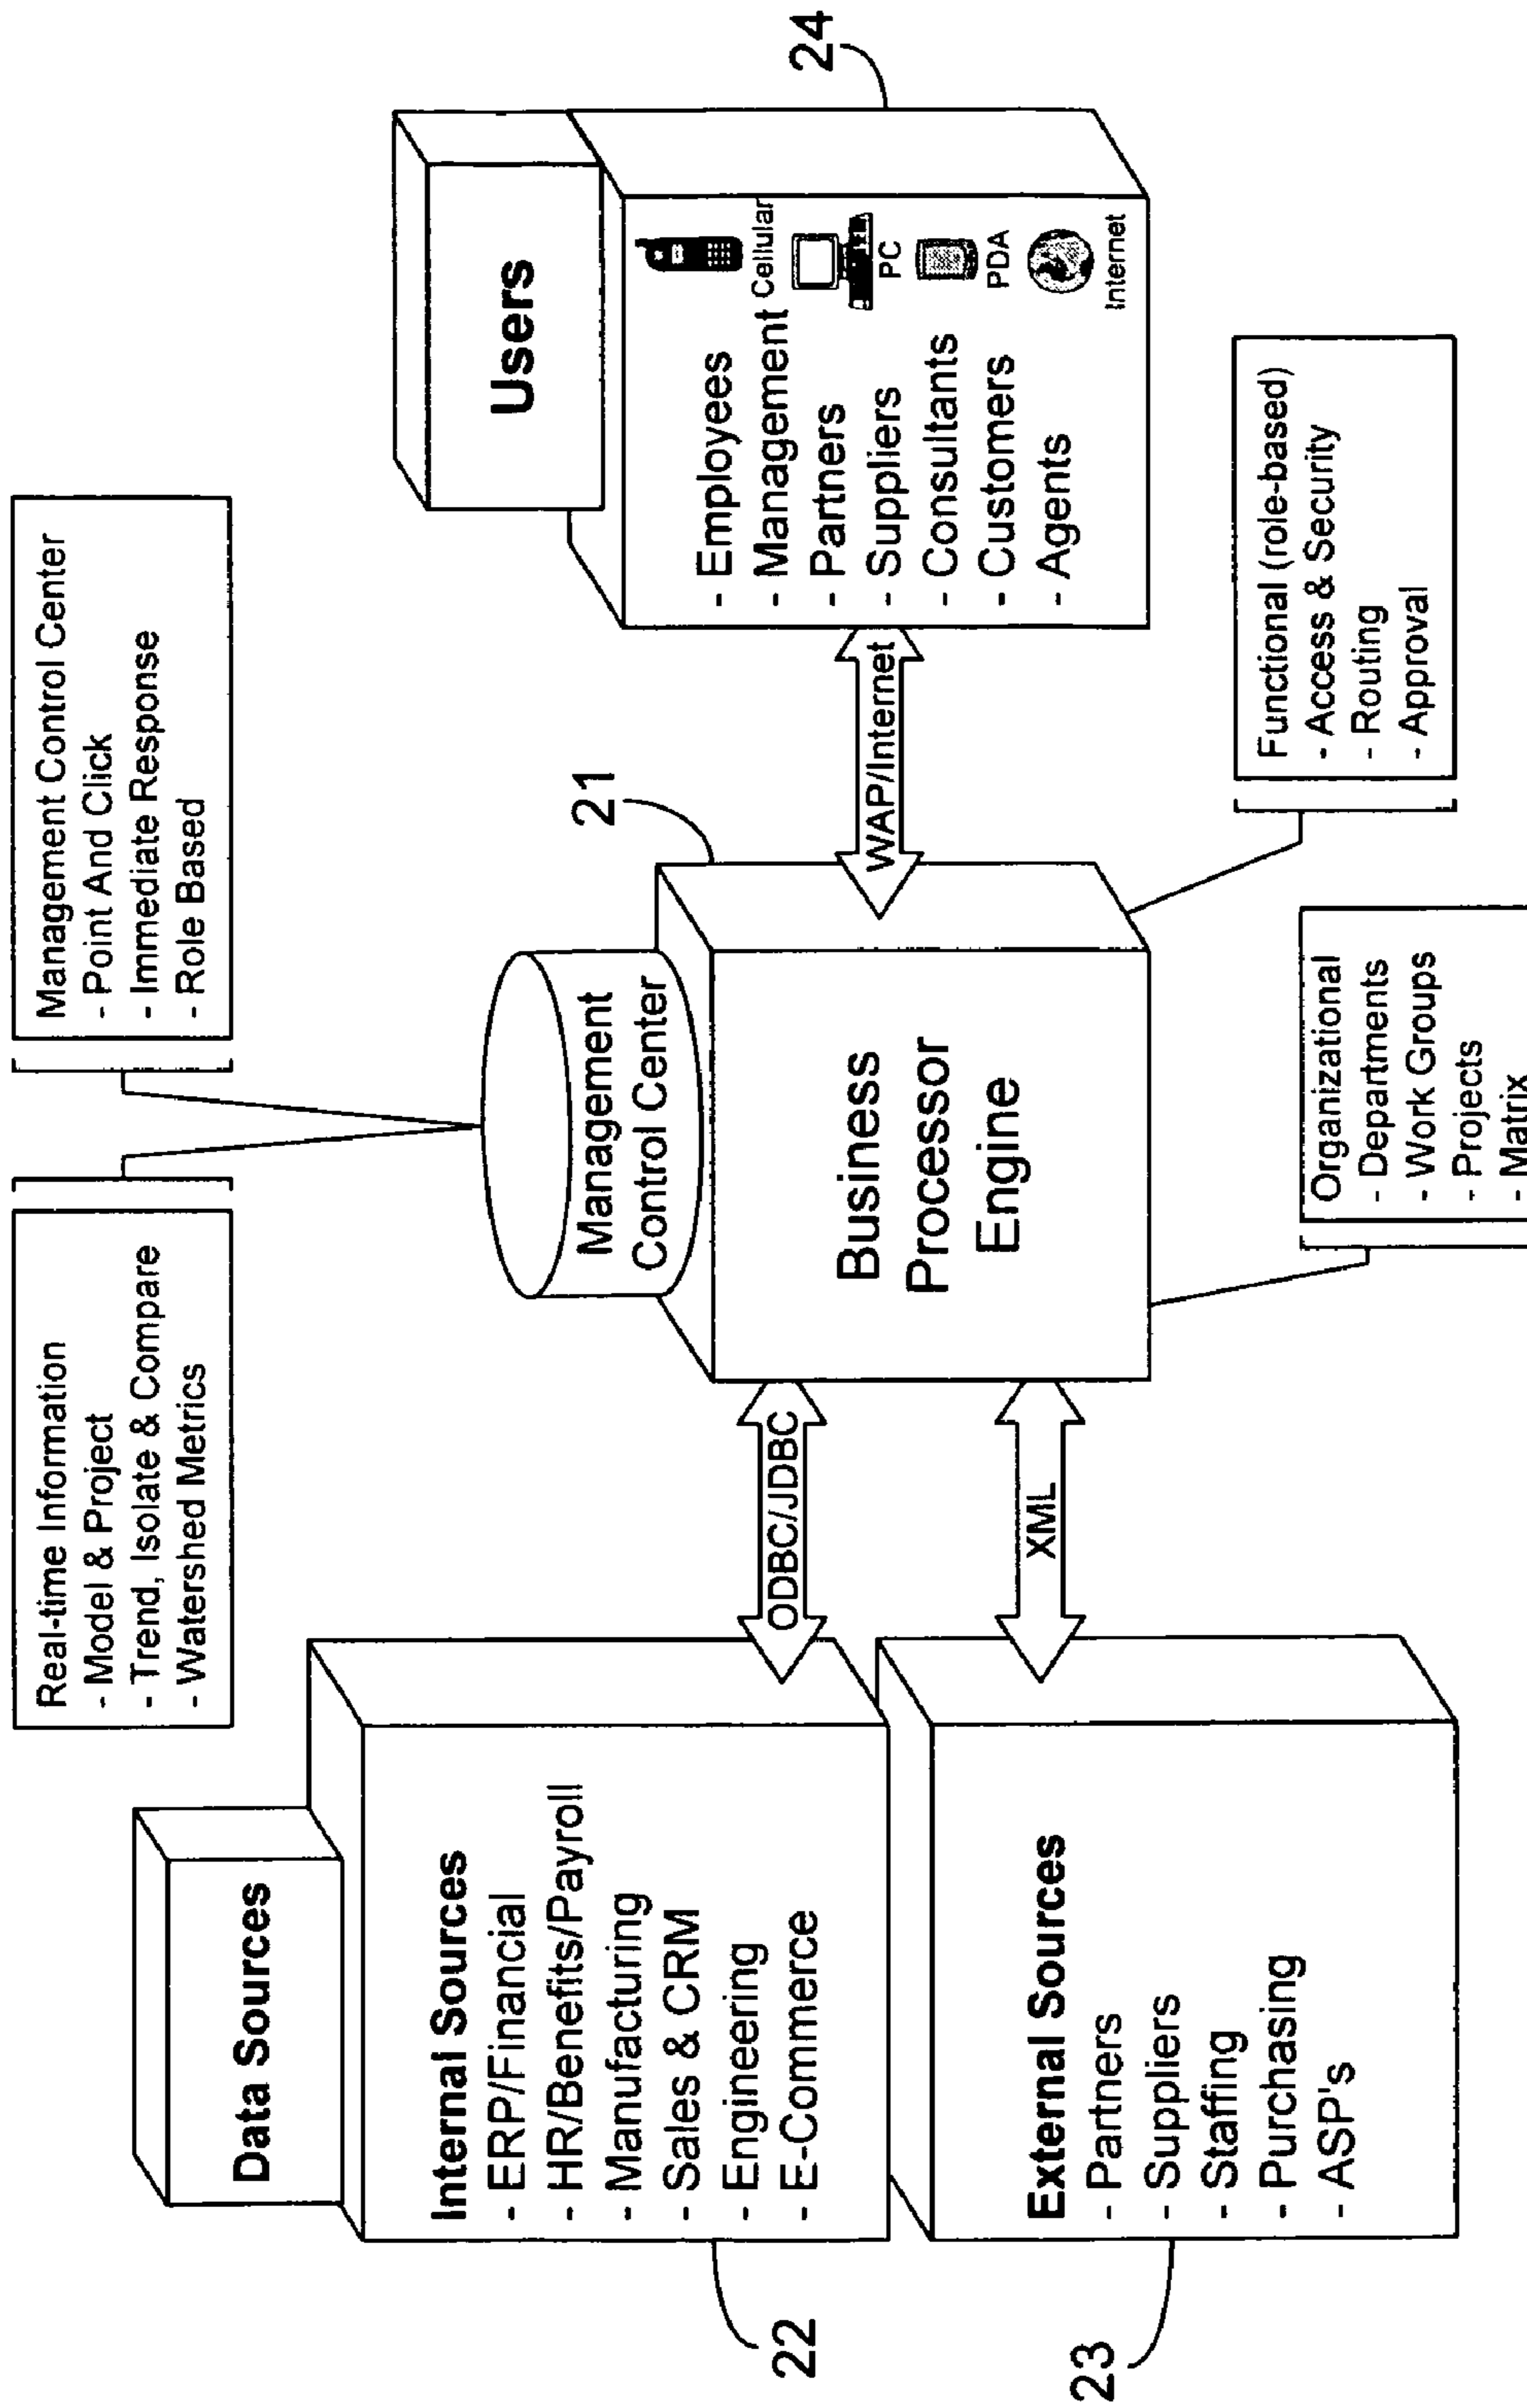 Real-time Information
- Model & Project
- Trend, Isolate & Compare
- Watershed Metrics
Management Control Center
- Point And Click
- Immediate Response
- Role Based
Data Sources
Internal Sources
- ERP/Financial
- HR/Benefits/Payroll
- Manufacturing
- Sales & CRM
- Engineering
- E-Commerce
22
External Sources
- Partners
- Suppliers
- Staffing
- Purchasing
- ASP's
23
ODBC/JDBC
XML
Management
Control Center
Business
Processor
Engine
21
WAP/Internet
Users
- Employees
- Management
- Partners
- Suppliers
- Consultants
- Customers
- Agents
Cellular
PC
PDA
Internet
24
Organizational
- Departments
- Work Groups
- Projects
- Matrix
Functional (role-based)
- Access & Security
- Routing
- Approval